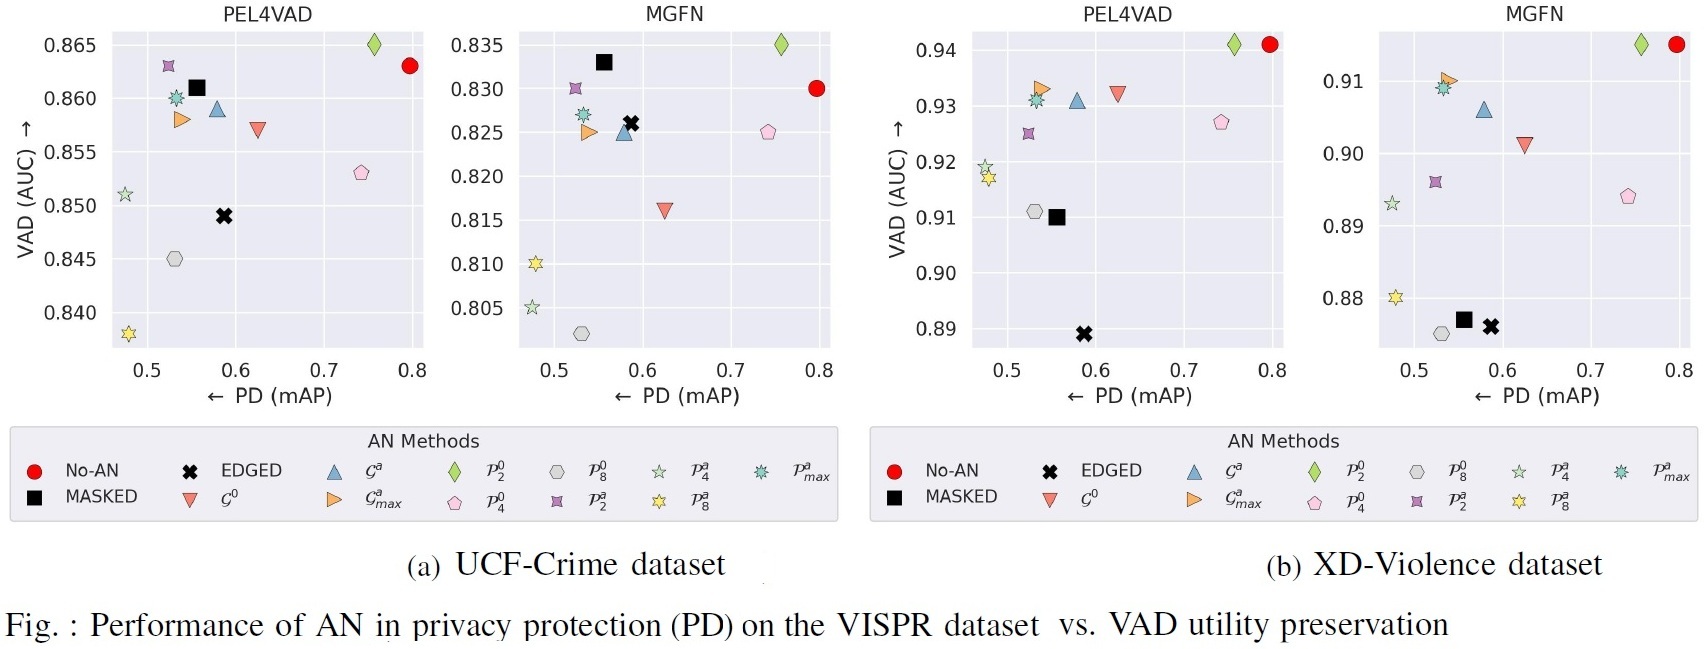 PEL4VAD
MGFN
PEL4VAD
MGFN
VAD (AUC) →
0.865
0.860
0.855
0.850
0.845
0.840
0.5 0.6 0.7 0.8
← PD (mAP)
0.835
0.830
0.825
0.820
0.815
0.810
0.805
0.5 0.6 0.7 0.8
← PD (mAP)
VAD (AUC) →
0.94
0.93
0.92
0.91
0.90
0.89
0.5 0.6 0.7 0.8
← PD (mAP)
0.91
0.90
0.89
0.88
0.5 0.6 0.7 0.8
← PD (mAP)
AN Methods
No-AN EDGED 𝒢ᵃ 𝒫₂⁰ 𝒫₈⁰ 𝒫₄ᵃ 𝒫ᵃmax
MASKED 𝒢⁰ 𝒢ᵃmax 𝒫₄⁰ 𝒫₂ᵃ 𝒫₈ᵃ
AN Methods
No-AN EDGED 𝒢ᵃ 𝒫₂⁰ 𝒫₈⁰ 𝒫₄ᵃ 𝒫ᵃmax
MASKED 𝒢⁰ 𝒢ᵃmax 𝒫₄⁰ 𝒫₂ᵃ 𝒫₈ᵃ
(a) UCF-Crime dataset
(b) XD-Violence dataset
Fig. : Performance of AN in privacy protection (PD) on the VISPR dataset vs. VAD utility preservation